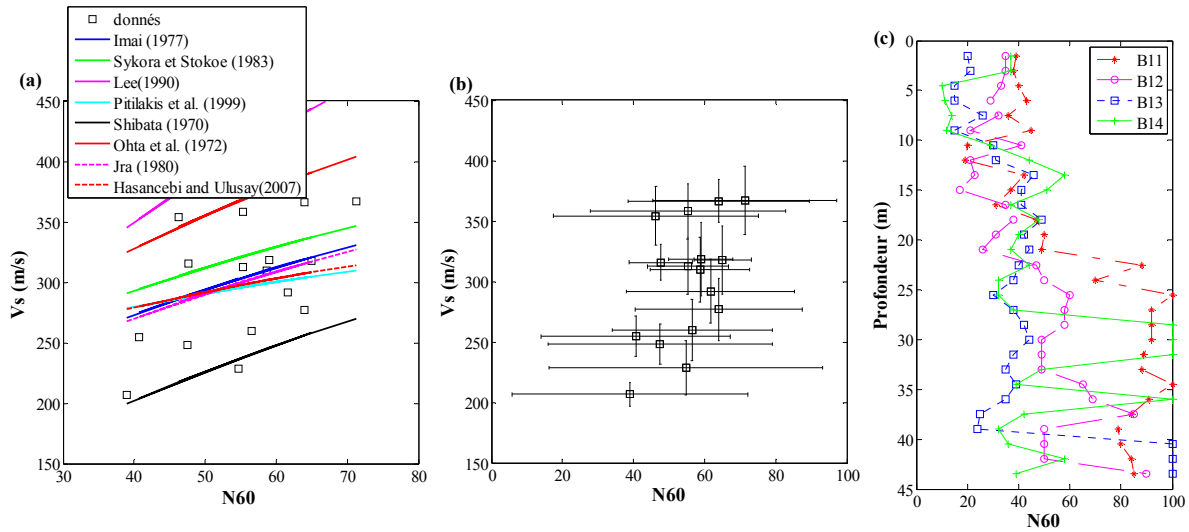 donnés
Imai (1977)
Sykora et Stokoe (1983)
Lee(1990)
Pitilakis et al. (1999)
Shibata (1970)
Ohta et al. (1972)
Jra (1980)
Hasancebi and Ulusay(2007)
(a)
450
400
350
300
250
200
150
30
40
50
60
70
80
Vs (m/s)
N60
(b)
450
400
350
300
250
200
150
0
20
40
60
80
100
Vs (m/s)
N60
(c)
B11
B12
B13
B14
0
5
10
15
20
25
30
35
40
45
0
20
40
60
80
100
Profondeur (m)
N60